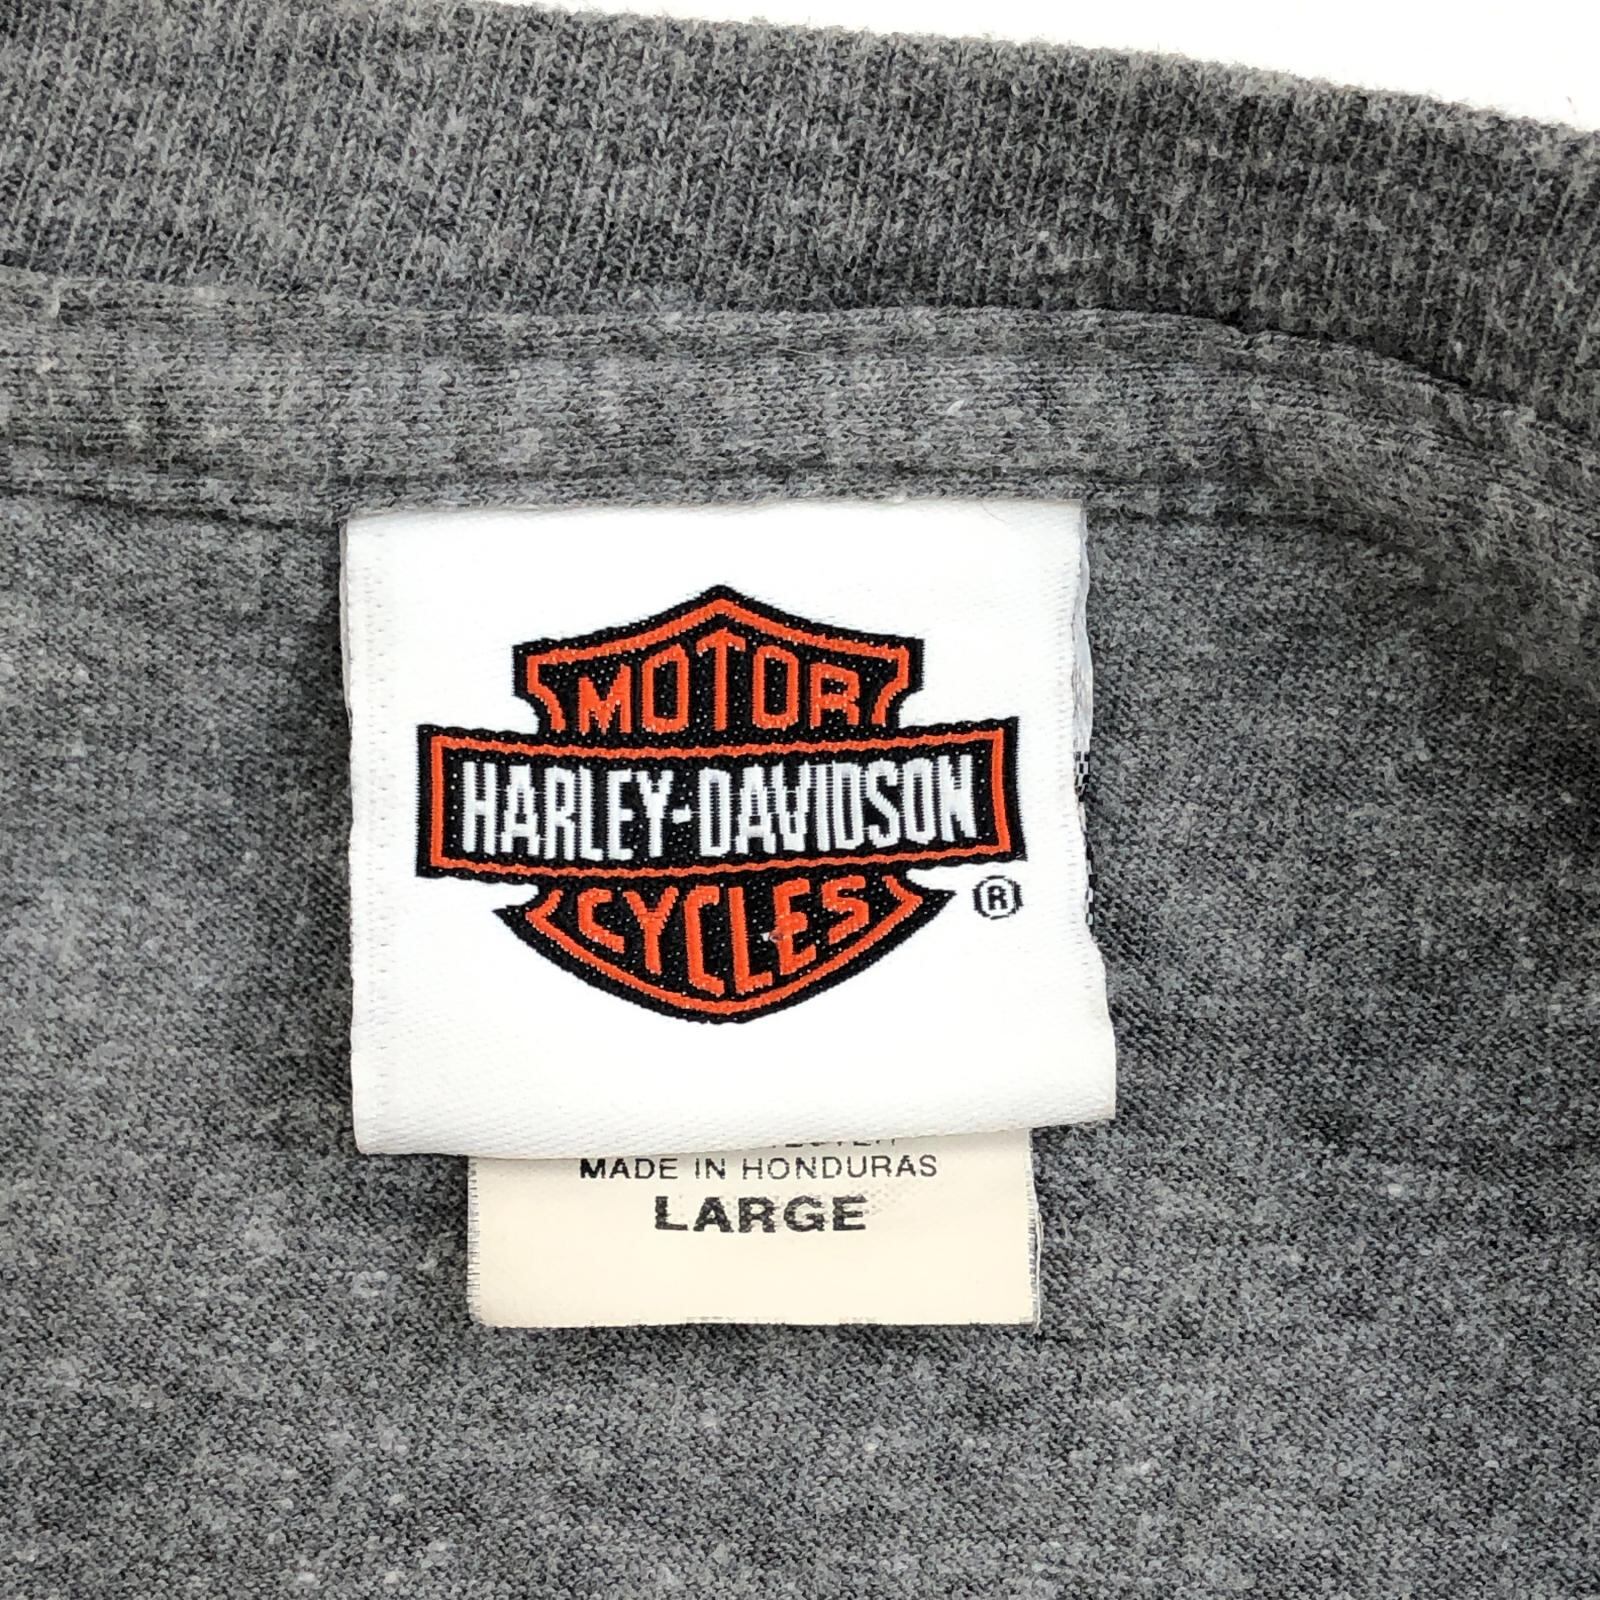 MOTOR
HARLEY-DAVIDSON
CYCLES
®
MADE IN HONDURAS
LARGE